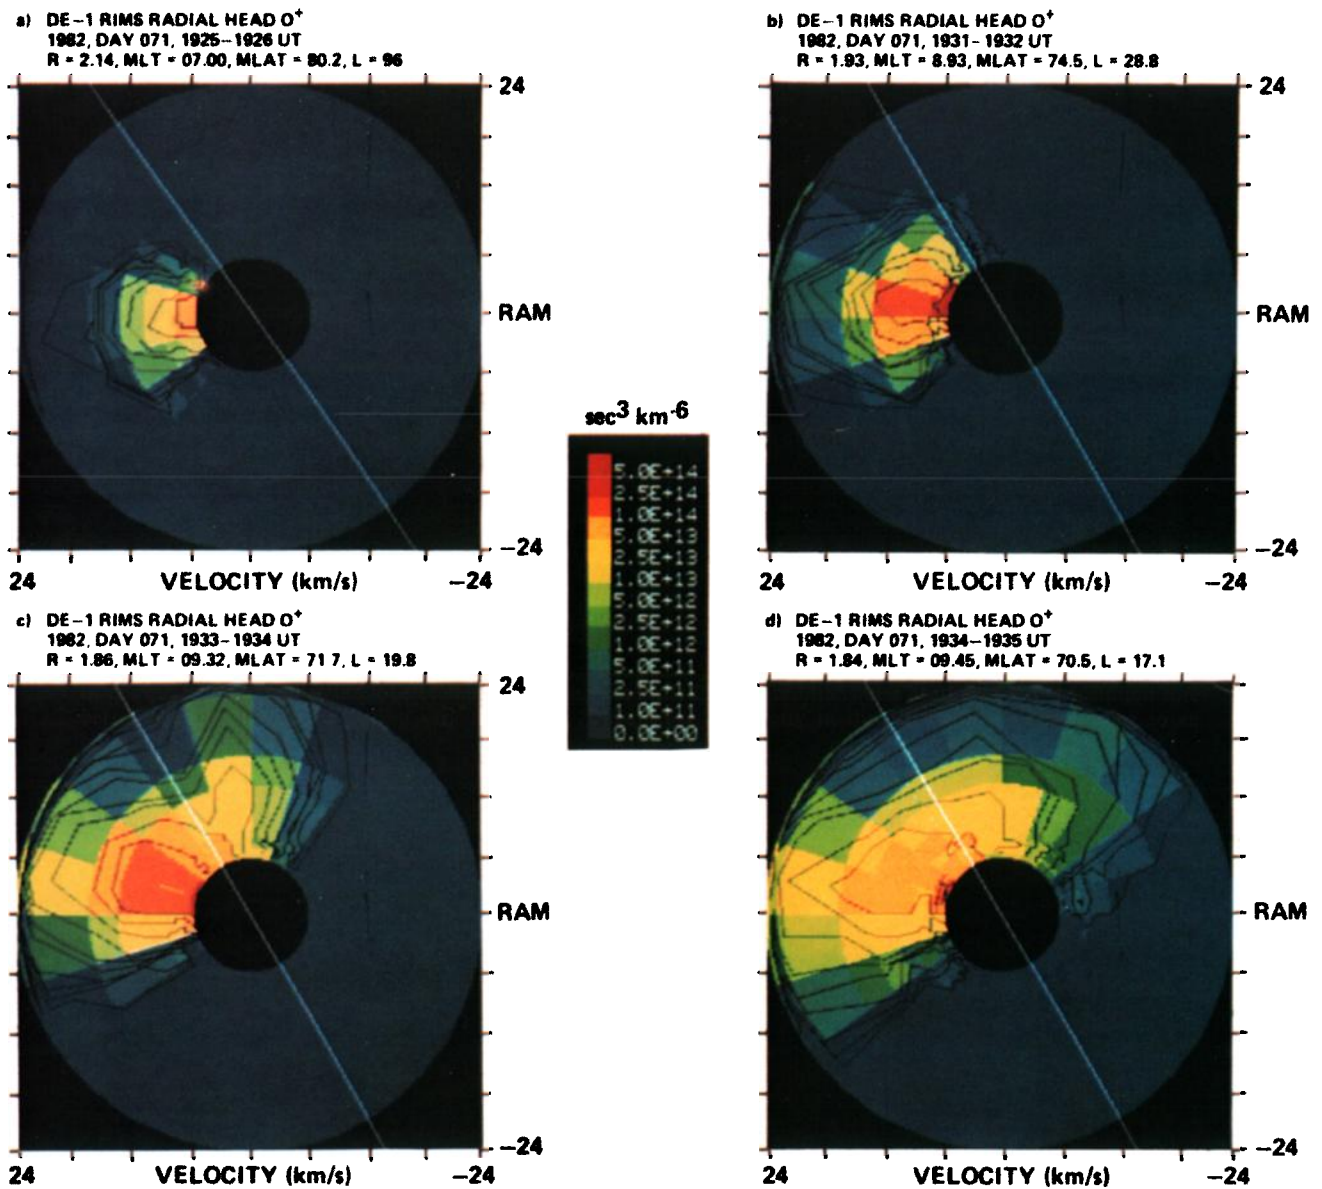 a) DE-1 RIMS RADIAL HEAD O+
1982, DAY 071, 1925-1926 UT
R = 2.14, MLT = 07.00, MLAT = 80.2, L = 96
24
RAM
-24
24 VELOCITY (km/s) -24
b) DE-1 RIMS RADIAL HEAD O+
1982, DAY 071, 1931-1932 UT
R = 1.93, MLT = 8.93, MLAT = 74.5, L = 28.8
24
RAM
-24
24 VELOCITY (km/s) -24
sec3 km-6
5.0E+14
2.5E+14
1.0E+14
5.0E+13
2.5E+13
1.0E+13
5.0E+12
2.5E+12
1.0E+12
5.0E+11
2.5E+11
1.0E+11
0.0E+00
c) DE-1 RIMS RADIAL HEAD O+
1982, DAY 071, 1933-1934 UT
R = 1.86, MLT = 09.32, MLAT = 71 7, L = 19.8
24
RAM
-24
24 VELOCITY (km/s) -24
d) DE-1 RIMS RADIAL HEAD O+
1982, DAY 071, 1934-1935 UT
R = 1.84, MLT = 09.45, MLAT = 70.5, L = 17.1
24
RAM
-24
24 VELOCITY (km/s) -24